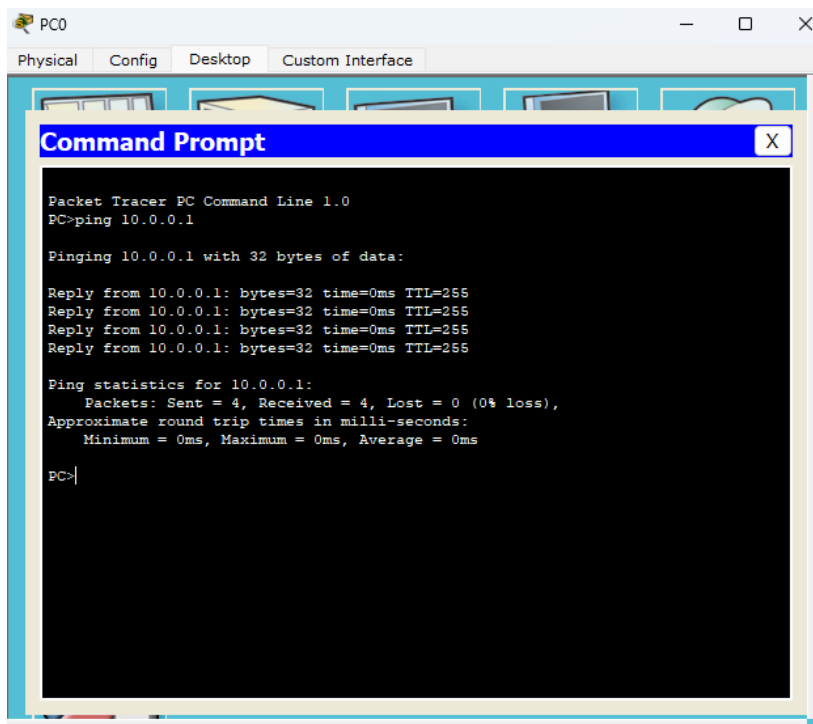 PC0
Physical Config Desktop Custom Interface
Command Prompt
X
Packet Tracer PC Command Line 1.0
PC>ping 10.0.0.1
Pinging 10.0.0.1 with 32 bytes of data:
Reply from 10.0.0.1: bytes=32 time=0ms TTL=255
Reply from 10.0.0.1: bytes=32 time=0ms TTL=255
Reply from 10.0.0.1: bytes=32 time=0ms TTL=255
Reply from 10.0.0.1: bytes=32 time=0ms TTL=255
Ping statistics for 10.0.0.1:
Packets: Sent = 4, Received = 4, Lost = 0 (0% loss),
Approximate round trip times in milli-seconds:
Minimum = 0ms, Maximum = 0ms, Average = 0ms
PC>